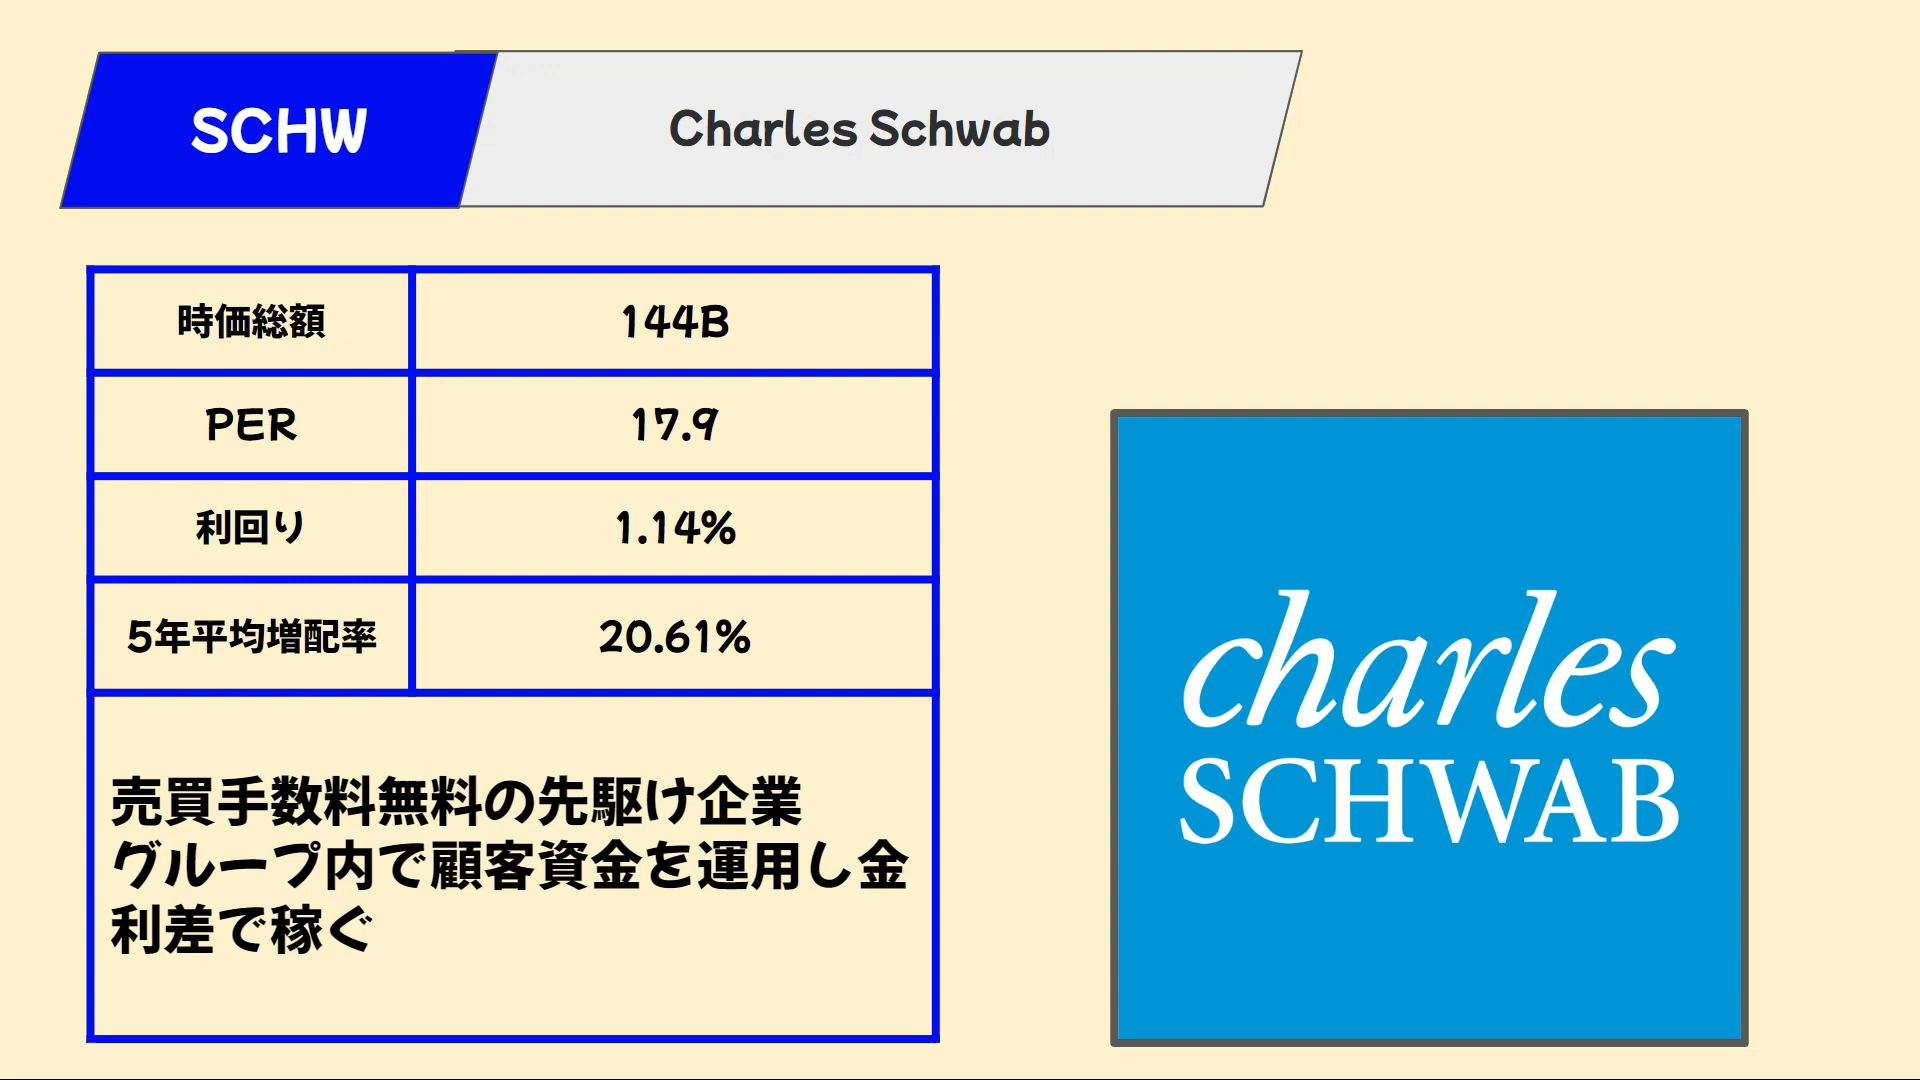 SCHW
Charles Schwab
時価総額
144B
PER
17.9
利回り
1.14%
5年平均増配率
20.61%
売買手数料無料の先駆け企業
グループ内で顧客資金を運用し金
利差で稼ぐ
charles
SCHWAB